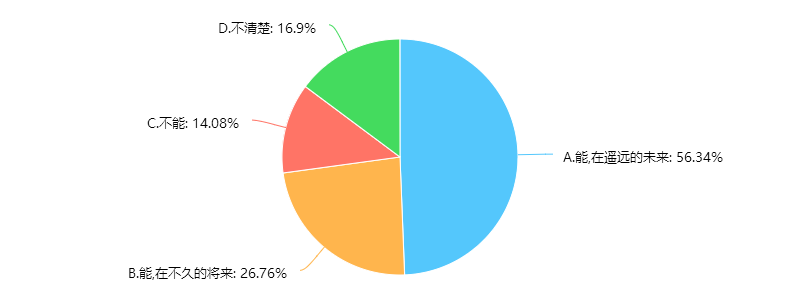 D.不清楚: 16.9%
C.不能: 14.08%
A.能,在遥远的未来: 56.34%
B.能,在不久的将来: 26.76%